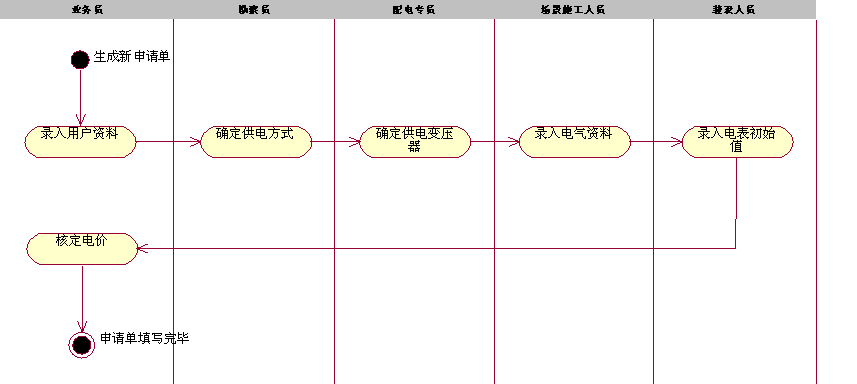 业务员 勘察员 配电专员 场景施工人员 装表人员
生成新申请单
录入用户资料 确定供电方式 确定供电变压 录入电气资料 录入电表初始
器 值
核定电价
申请单填写完毕